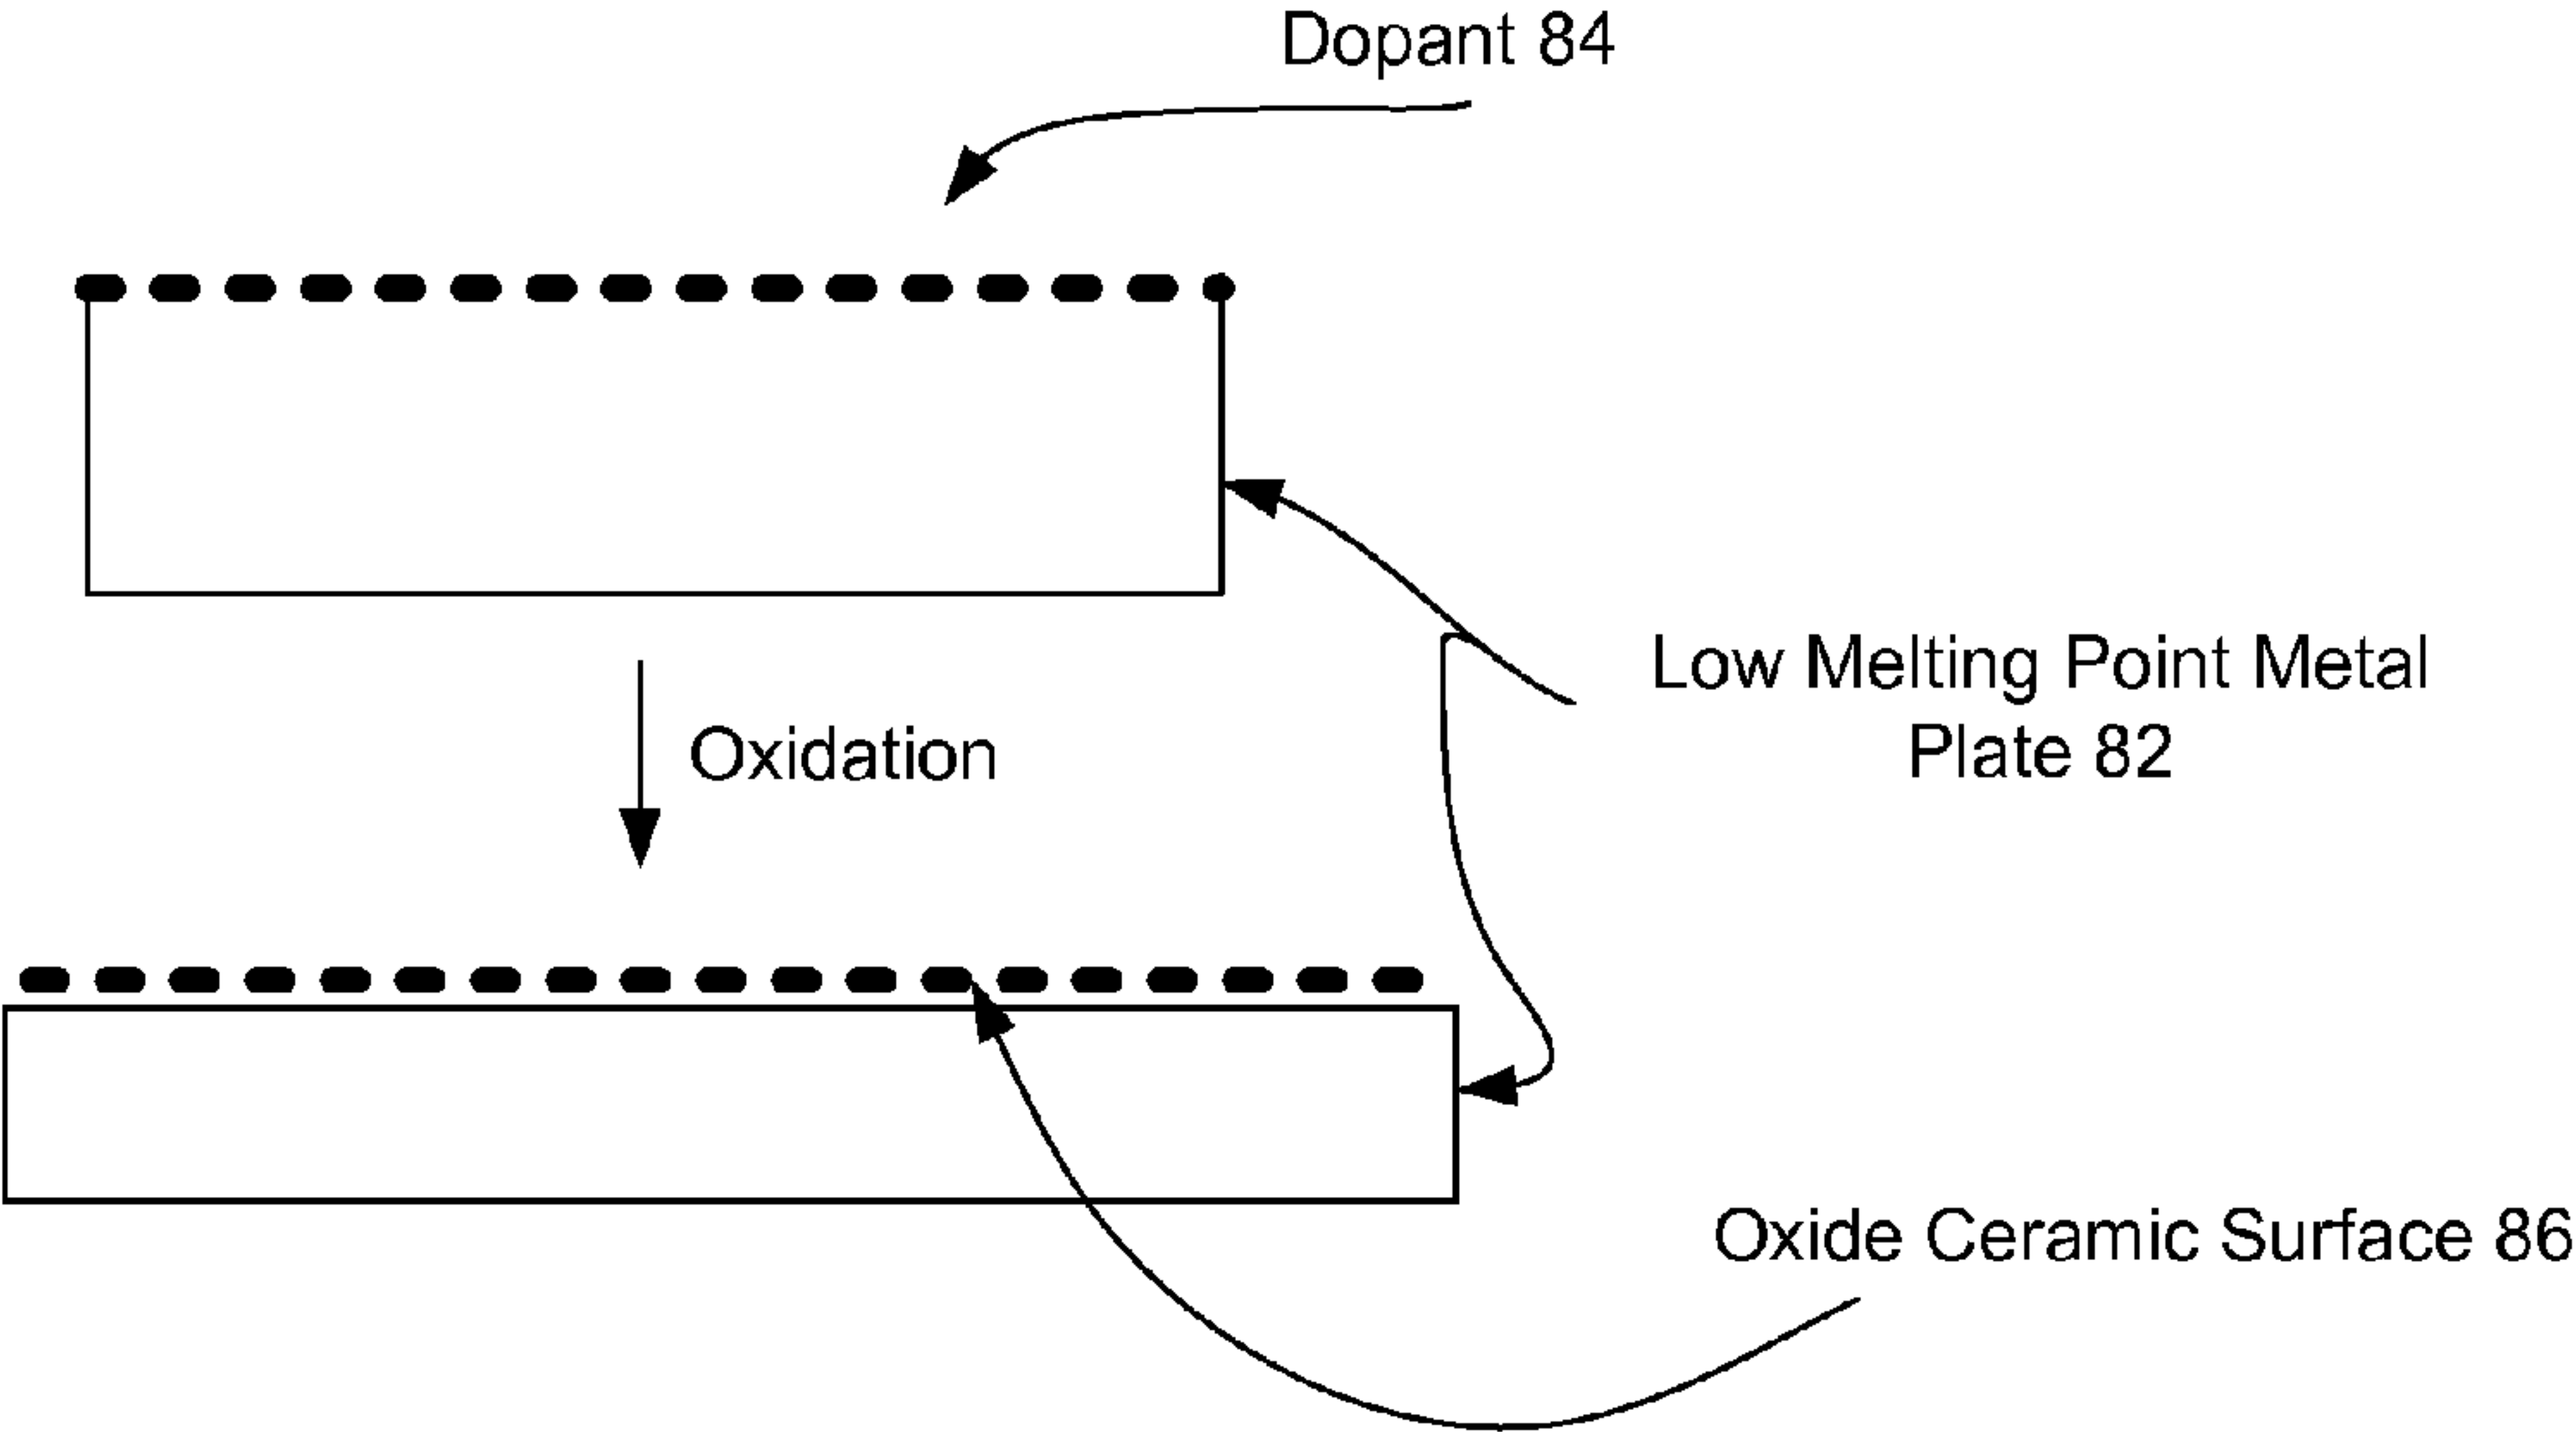 Dopant 84
Low Melting Point Metal
Plate 82
Oxidation
Oxide Ceramic Surface 86